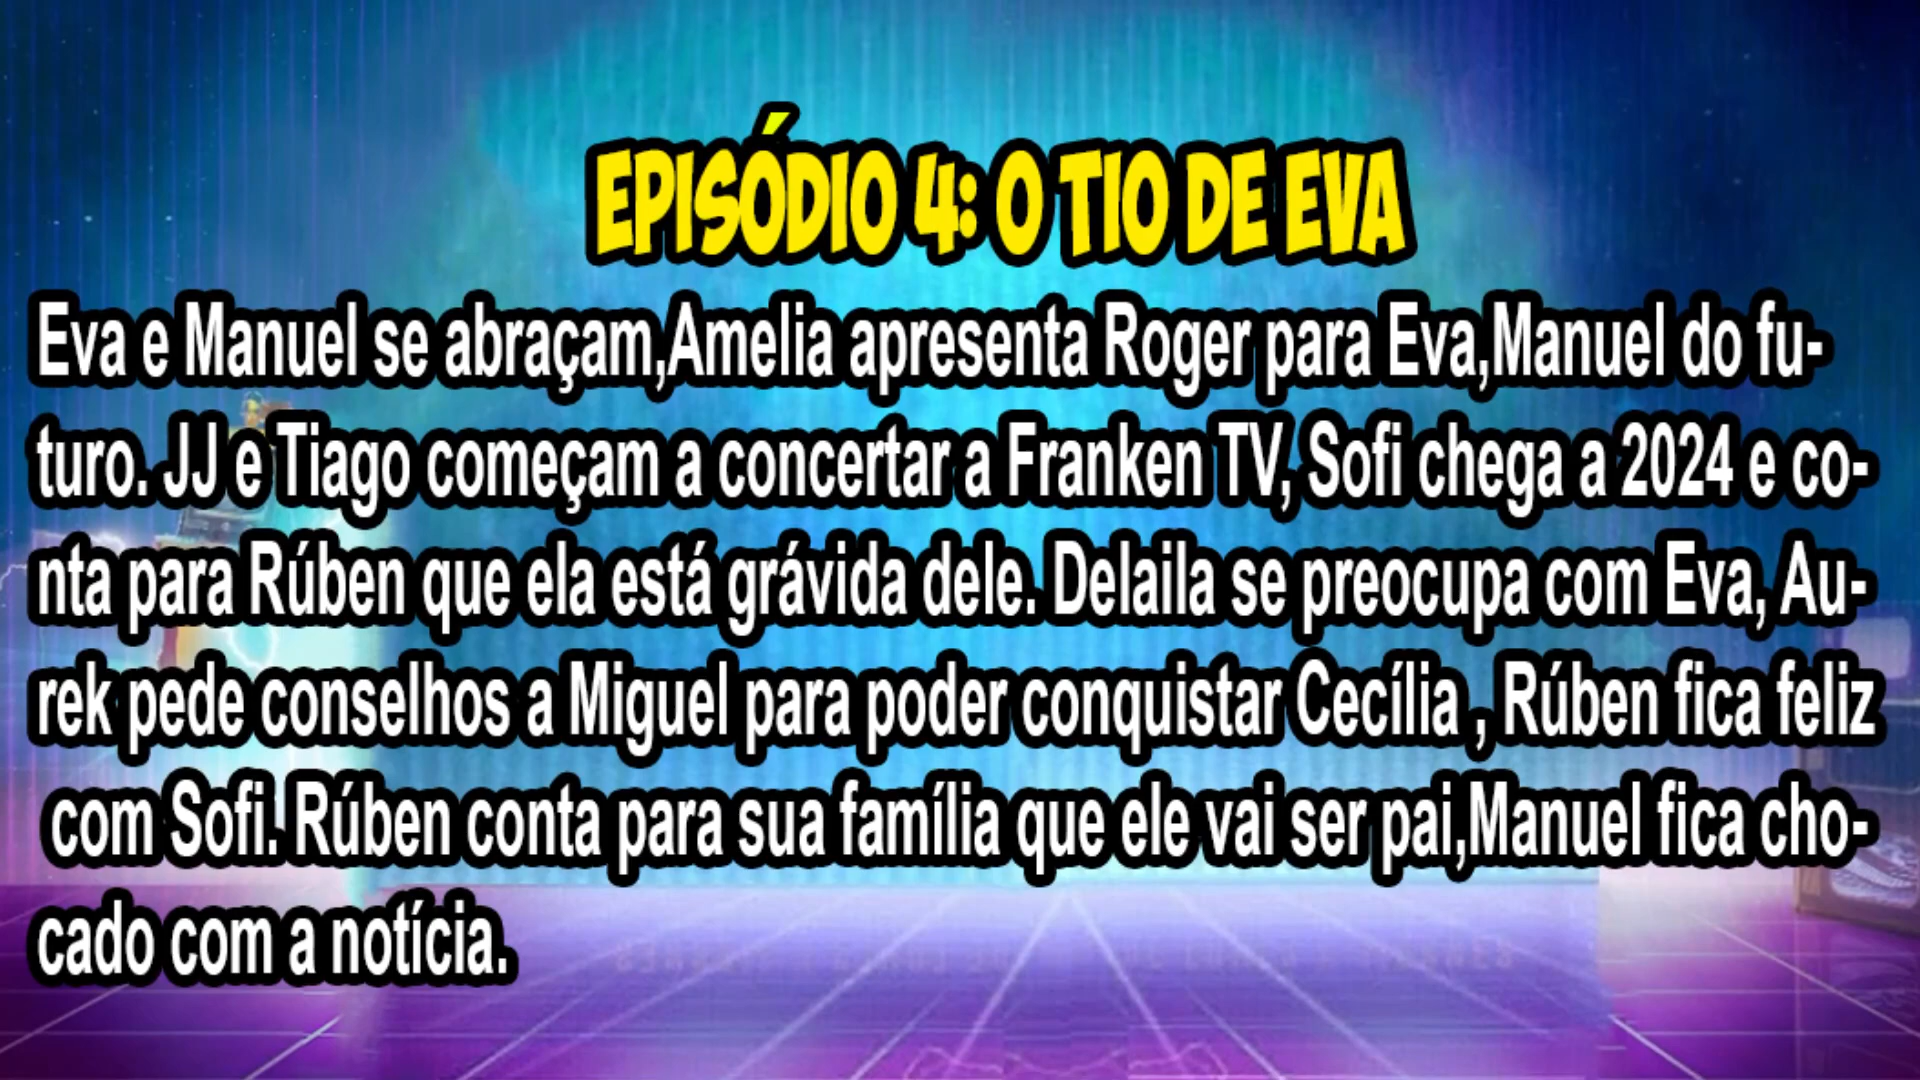 EPISÓDIO 4: O TIO DE EVA
Eva e Manuel se abraçam,Amelia apresenta Roger para Eva,Manuel do fu-
turo. JJ e Tiago começam a concertar a Franken TV, Sofi chega a 2024 e co-
nta para Rúben que ela está grávida dele. Delaila se preocupa com Eva, Au-
rek pede conselhos a Miguel para poder conquistar Cecília , Rúben fica feliz
com Sofi. Rúben conta para sua família que ele vai ser pai,Manuel fica cho-
cado com a notícia.